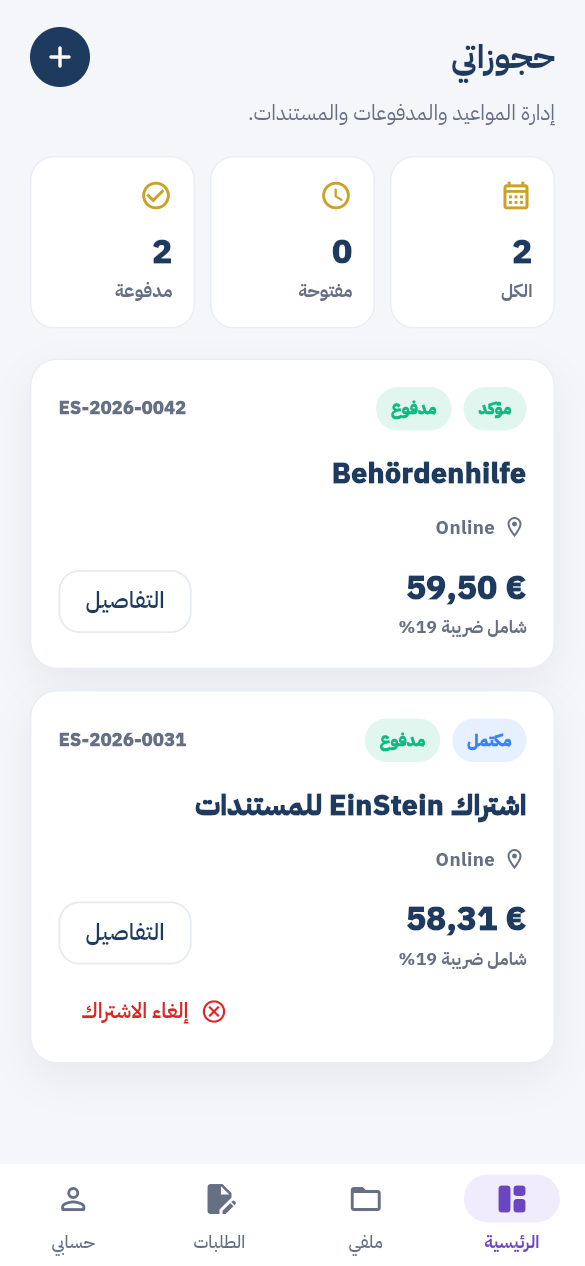 حجوزاتي
إدارة المواعيد والمدفوعات والمستندات.
2
الكل
0
مفتوحة
2
مدفوعة
مؤكد
مدفوع
ES-2026-0042
Behördenhilfe
Online
59,50 €
شامل ضريبة 19%
التفاصيل
مكتمل
مدفوع
ES-2026-0031
اشتراك EinStein للمستندات
Online
58,31 €
شامل ضريبة 19%
التفاصيل
إلغاء الاشتراك
الرئيسية
ملفي
الطلبات
حسابي